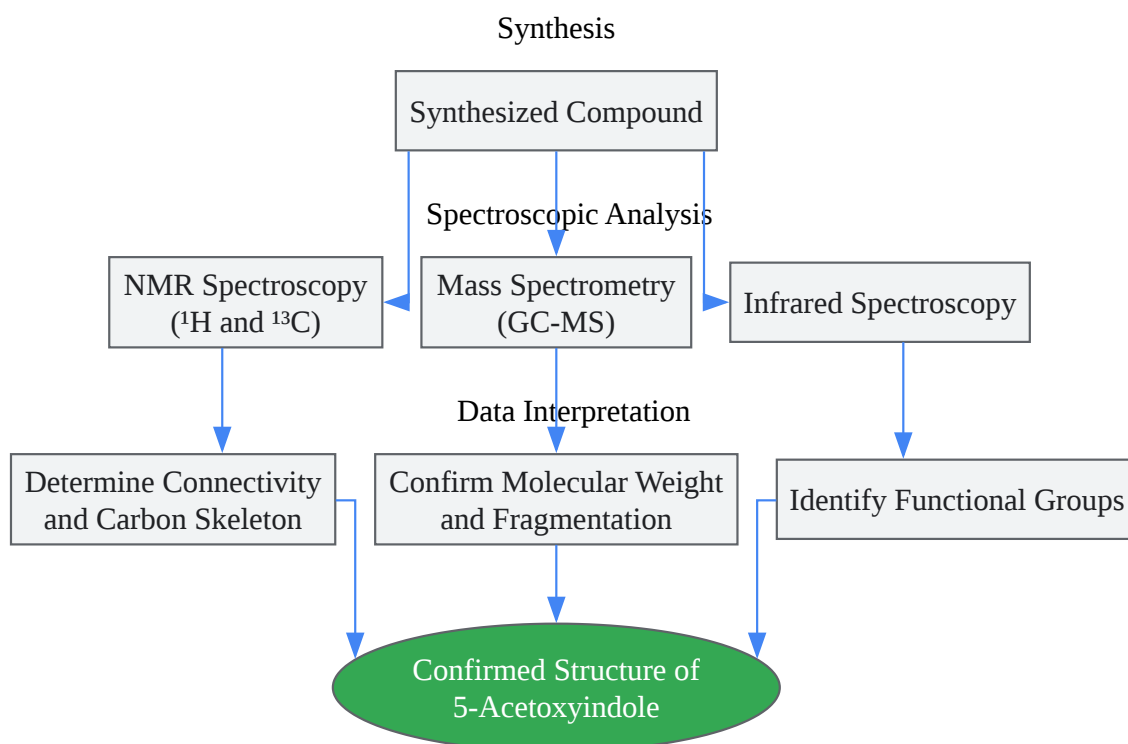 Synthesis
Synthesized Compound
Spectroscopic Analysis
NMR Spectroscopy
(¹H and ¹³C)
Mass Spectrometry
(GC-MS)
Infrared Spectroscopy
Data Interpretation
Determine Connectivity
and Carbon Skeleton
Confirm Molecular Weight
and Fragmentation
Identify Functional Groups
Confirmed Structure of
5-Acetoxyindole